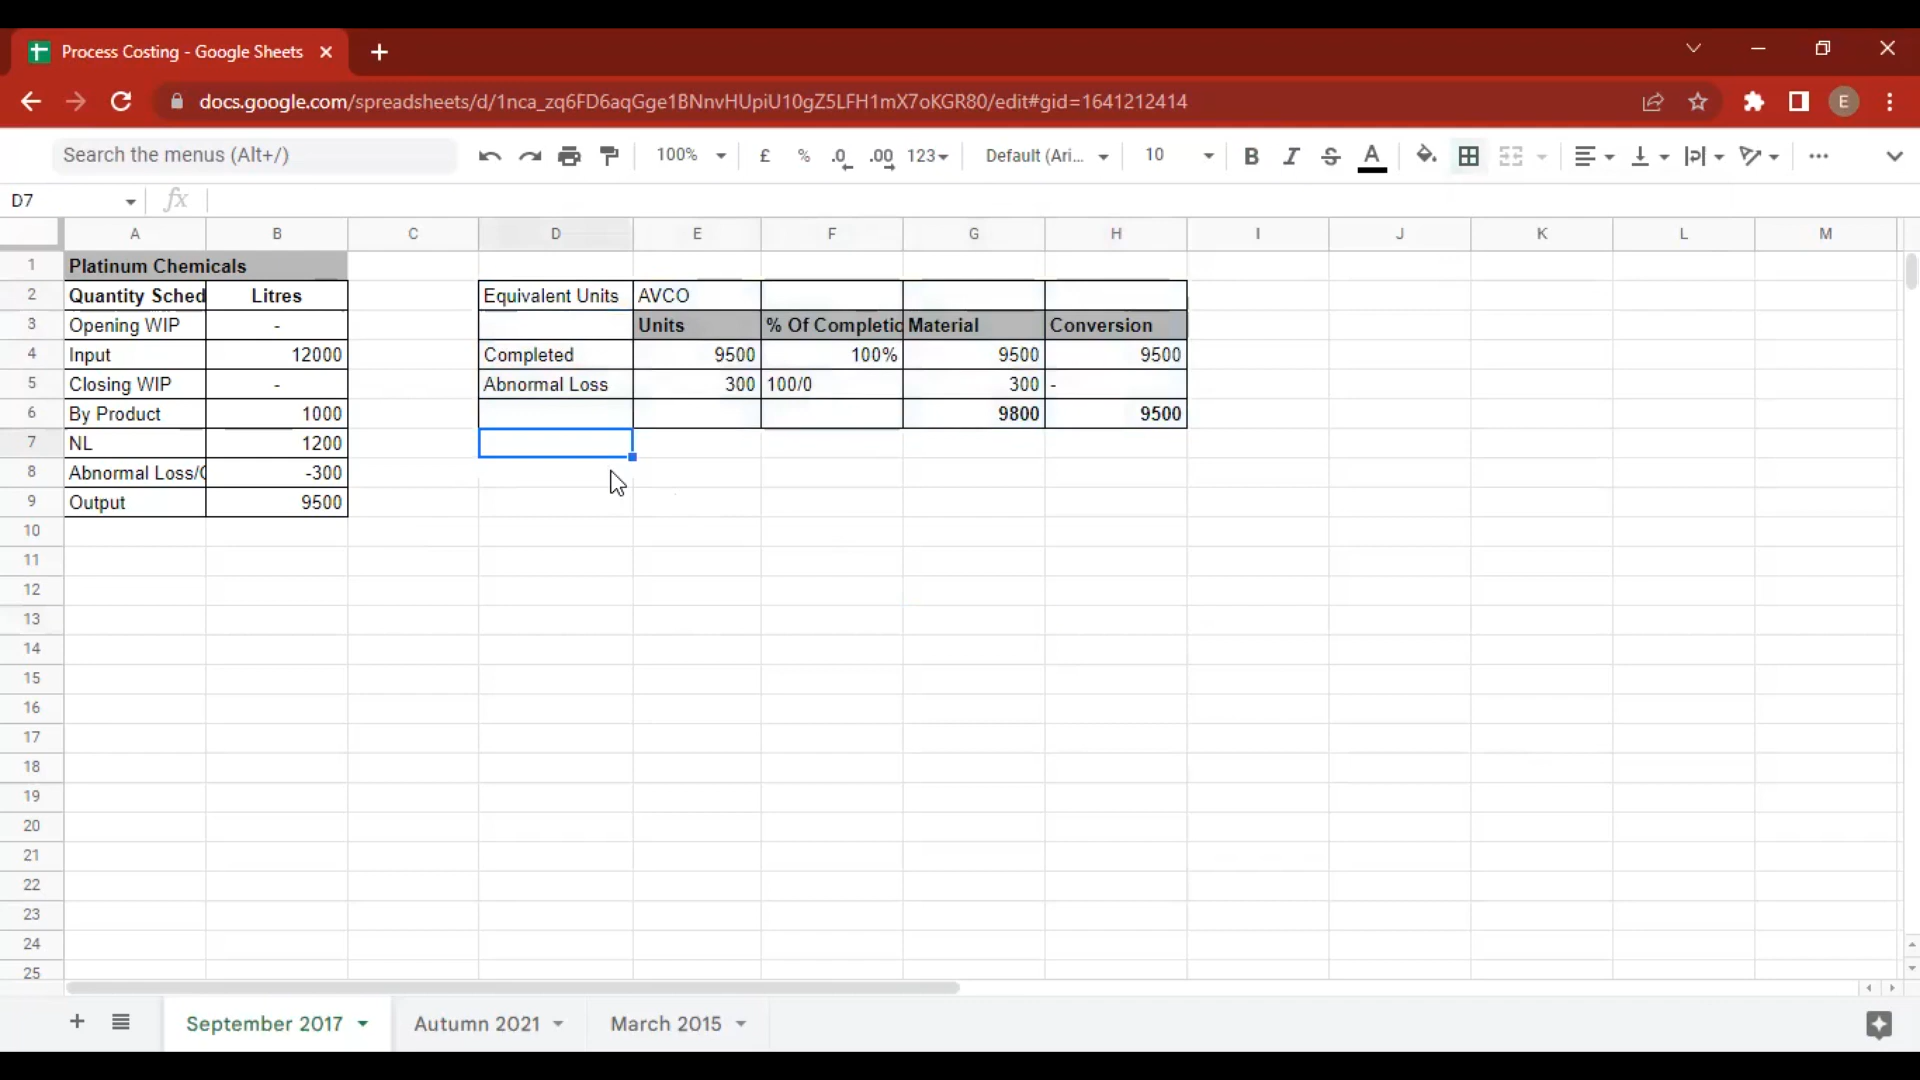 Process Costing - Google Sheets
docs.google.com/spreadsheets/d/1nca_zq6FD6aqGge1BNnvHUpiU10gZ5LFH1mX7oKGR80/edit#gid=1641212414
E
Search the menus (Alt+/) 100% £ % .0 .00 123 Default (Ari... 10 B I S A
D7 fx
A B C D E F G H I J K L M
1 Platinum Chemicals
2 Quantity Sched Litres Equivalent Units AVCO
3 Opening WIP - Units % Of Completic Material Conversion
4 Input 12000 Completed 9500 100% 9500 9500
5 Closing WIP - Abnormal Loss 300 100/0 300 -
6 By Product 1000 9800 9500
7 NL 1200
8 Abnormal Loss/ -300
9 Output 9500
10
11
12
13
14
15
16
17
18
19
20
21
22
23
24
25
September 2017 Autumn 2021 March 2015